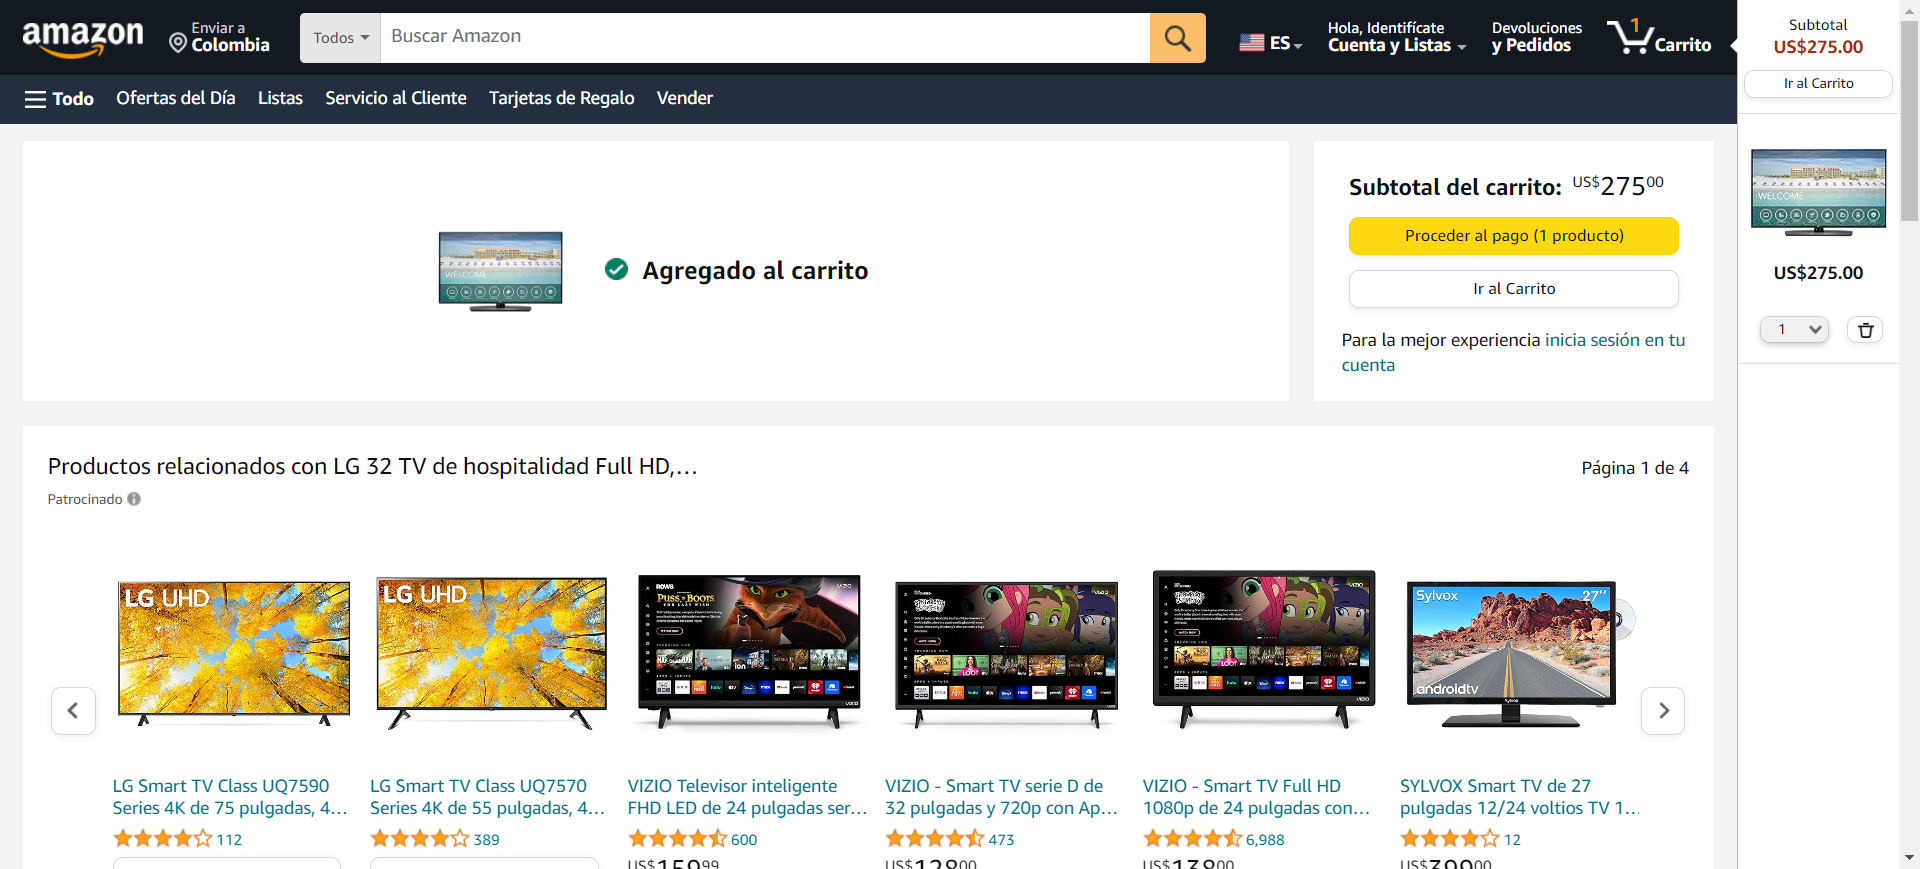 amazon
Enviar a
Colombia
Todos
Buscar Amazon
ES
Hola, Identifícate
Cuenta y Listas
Devoluciones
y Pedidos
1
Carrito
Subtotal
US$275.00
Ir al Carrito
Todo
Ofertas del Día
Listas
Servicio al Cliente
Tarjetas de Regalo
Vender
WELCOME
Agregado al carrito
Subtotal del carrito: US$275.00
Proceder al pago (1 producto)
Ir al Carrito
Para la mejor experiencia inicia sesión en tu
cuenta
WELCOME
US$275.00
1
Productos relacionados con LG 32 TV de hospitalidad Full HD,…
Página 1 de 4
Patrocinado
LG UHD
LG UHD
PUSS IN BOOTS
THE LAST WISH
VIZIO
Sylvox
27”
androidtv
LG Smart TV Class UQ7590
Series 4K de 75 pulgadas, 4…
112
LG Smart TV Class UQ7570
Series 4K de 55 pulgadas, 4…
389
VIZIO Televisor inteligente
FHD LED de 24 pulgadas ser…
600
US$159.99
VIZIO - Smart TV serie D de
32 pulgadas y 720p con Ap…
473
US$128.00
VIZIO - Smart TV Full HD
1080p de 24 pulgadas con…
6,988
US$138.00
SYLVOX Smart TV de 27
pulgadas 12/24 voltios TV 1…
12
US$399.00